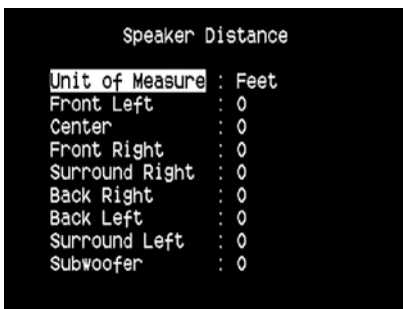 Speaker Distance
Unit of Measure : Feet
Front Left : 0
Center : 0
Front Right : 0
Surround Right : 0
Back Right : 0
Back Left : 0
Surround Left : 0
Subwoofer : 0